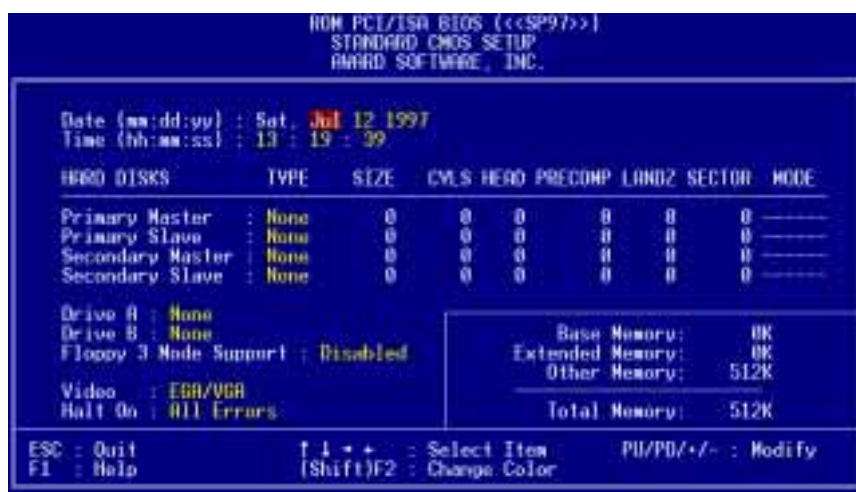 ROM PCI/ISA BIOS (<<SP97>>)
STANDARD CMOS SETUP
AWARD SOFTWARE, INC.
Date (mm:dd:yy) : Sat, Jul 12 1997
Time (hh:mm:ss) : 13 : 19 : 39
HARD DISKS TYPE SIZE CYLS HEAD PRECOMP LANDZ SECTOR MODE
Primary Master : None 0 0 0 0 0 0 ------
Primary Slave : None 0 0 0 0 0 0 ------
Secondary Master : None 0 0 0 0 0 0 ------
Secondary Slave : None 0 0 0 0 0 0 ------
Drive A : None
Drive B : None
Floppy 3 Mode Support : Disabled
Video : EGA/VGA
Halt On : All Errors
Base Memory: 0K
Extended Memory: 0K
Other Memory: 512K
Total Memory: 512K
ESC : Quit
F1 : Help
↑ ↓ → ← : Select Item
(Shift)F2 : Change Color
PU/PD/+/- : Modify